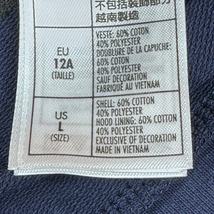 不包括裝飾部分
越南製造
EU
12A
(TAILLE)
VESTE: 60% COTON
40% POLYESTER
DOUBLURE DE LA CAPUCHE:
60% COTON
40% POLYESTER
SAUF DÉCORATION
FABRIQUÉ AU VIETNAM
US
L
(SIZE)
SHELL: 60% COTTON
40% POLYESTER
HOOD LINING: 60% COTTON
40% POLYESTER
EXCLUSIVE OF DECORATION
MADE IN VIETNAM